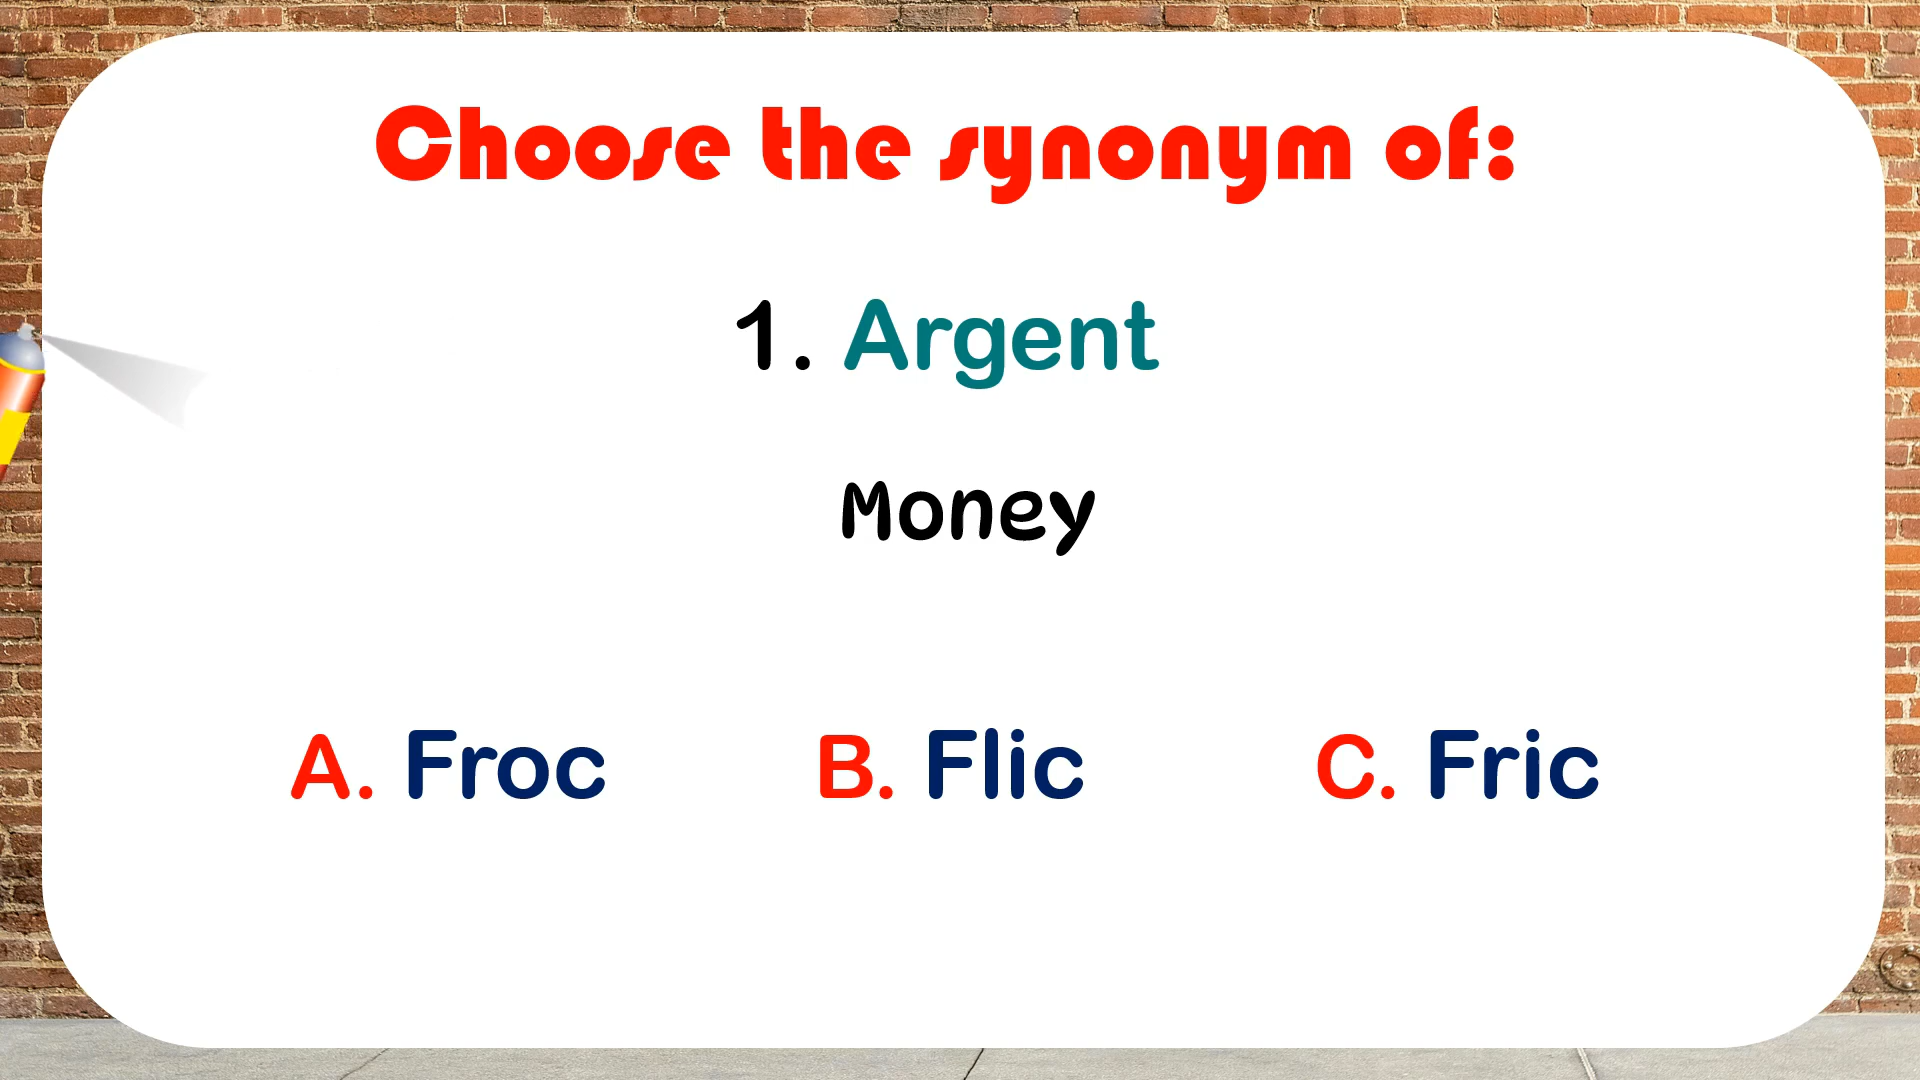 Choose the synonym of:
1. Argent
Money
A. Froc B. Flic C. Fric